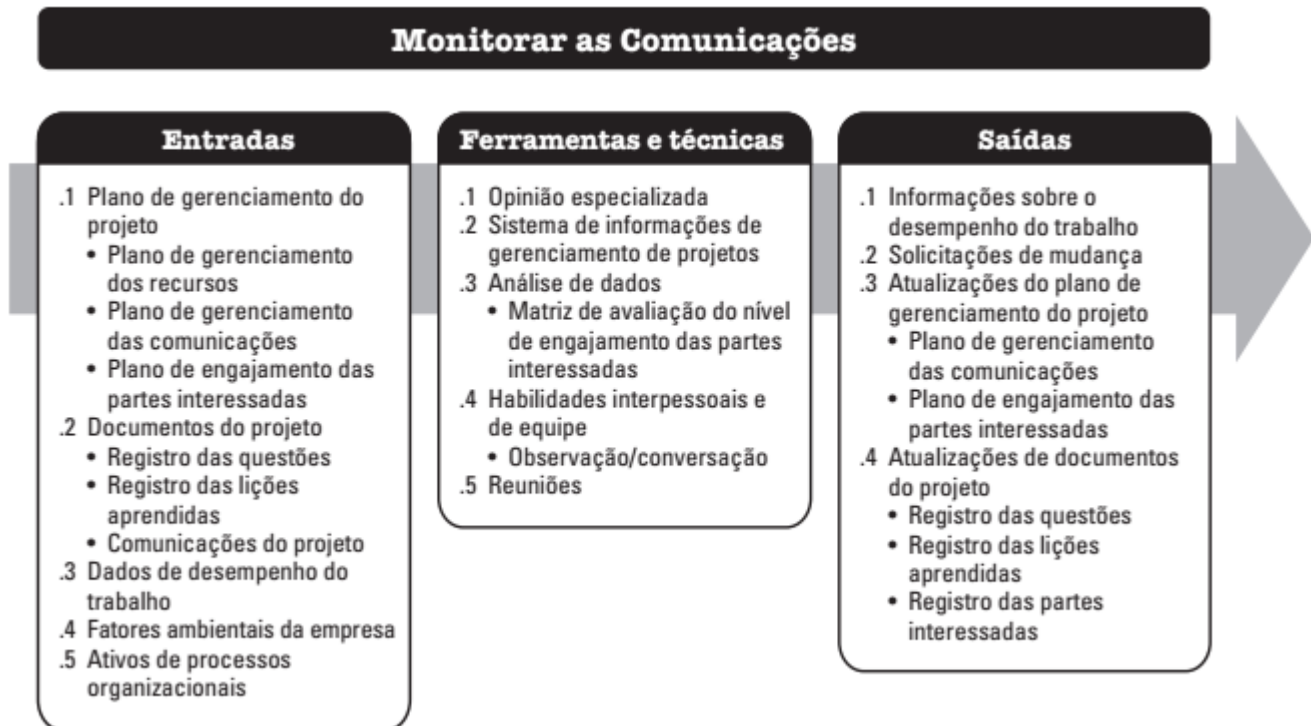 Monitorar as Comunicações
Entradas
.1 Plano de gerenciamento do
projeto
• Plano de gerenciamento
dos recursos
• Plano de gerenciamento
das comunicações
• Plano de engajamento das
partes interessadas
.2 Documentos do projeto
• Registro das questões
• Registro das lições
aprendidas
• Comunicações do projeto
.3 Dados de desempenho do
trabalho
.4 Fatores ambientais da empresa
.5 Ativos de processos
organizacionais
Ferramentas e técnicas
.1 Opinião especializada
.2 Sistema de informações de
gerenciamento de projetos
.3 Análise de dados
• Matriz de avaliação do nível
de engajamento das partes
interessadas
.4 Habilidades interpessoais e
de equipe
• Observação/conversação
.5 Reuniões
Saídas
.1 Informações sobre o
desempenho do trabalho
.2 Solicitações de mudança
.3 Atualizações do plano de
gerenciamento do projeto
• Plano de gerenciamento
das comunicações
• Plano de engajamento das
partes interessadas
.4 Atualizações de documentos
do projeto
• Registro das questões
• Registro das lições
aprendidas
• Registro das partes
interessadas